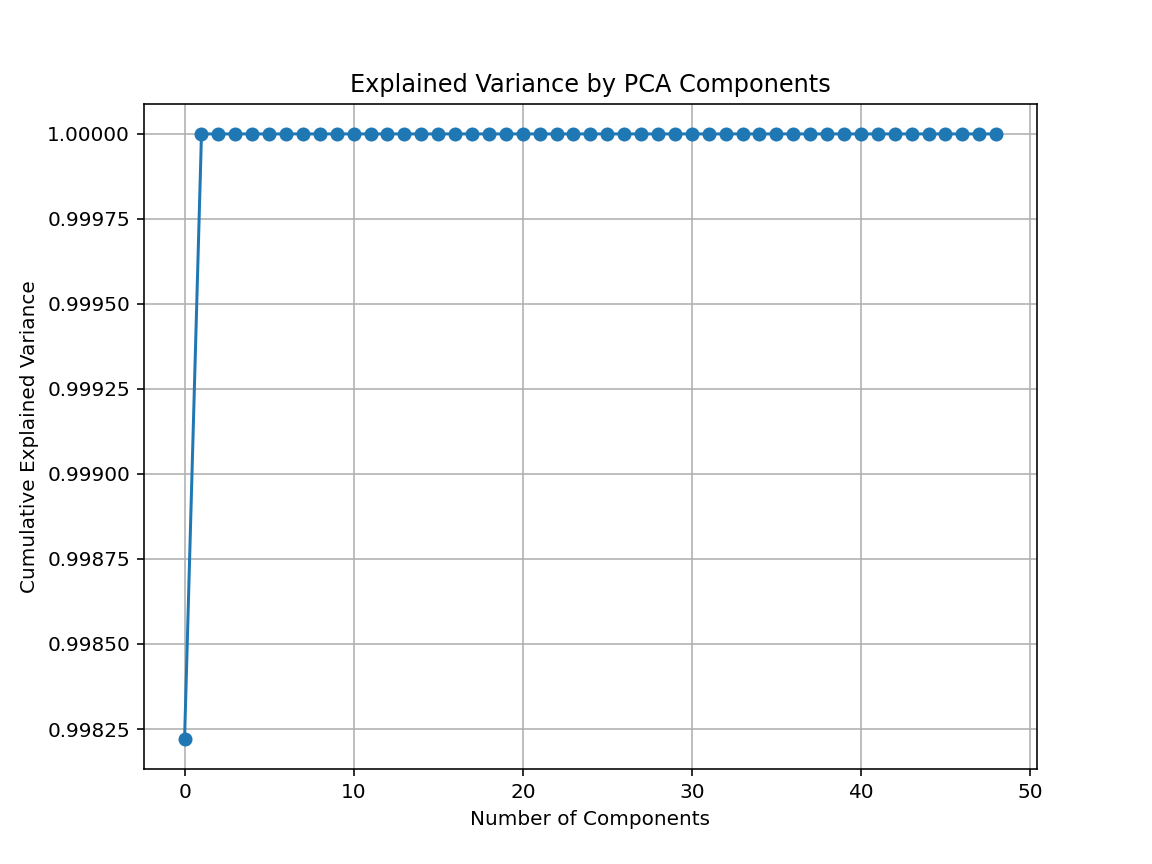 Explained Variance by PCA Components
1.00000
0.99975
0.99950
0.99925
0.99900
0.99875
0.99850
0.99825
Cumulative Explained Variance
0 10 20 30 40 50
Number of Components